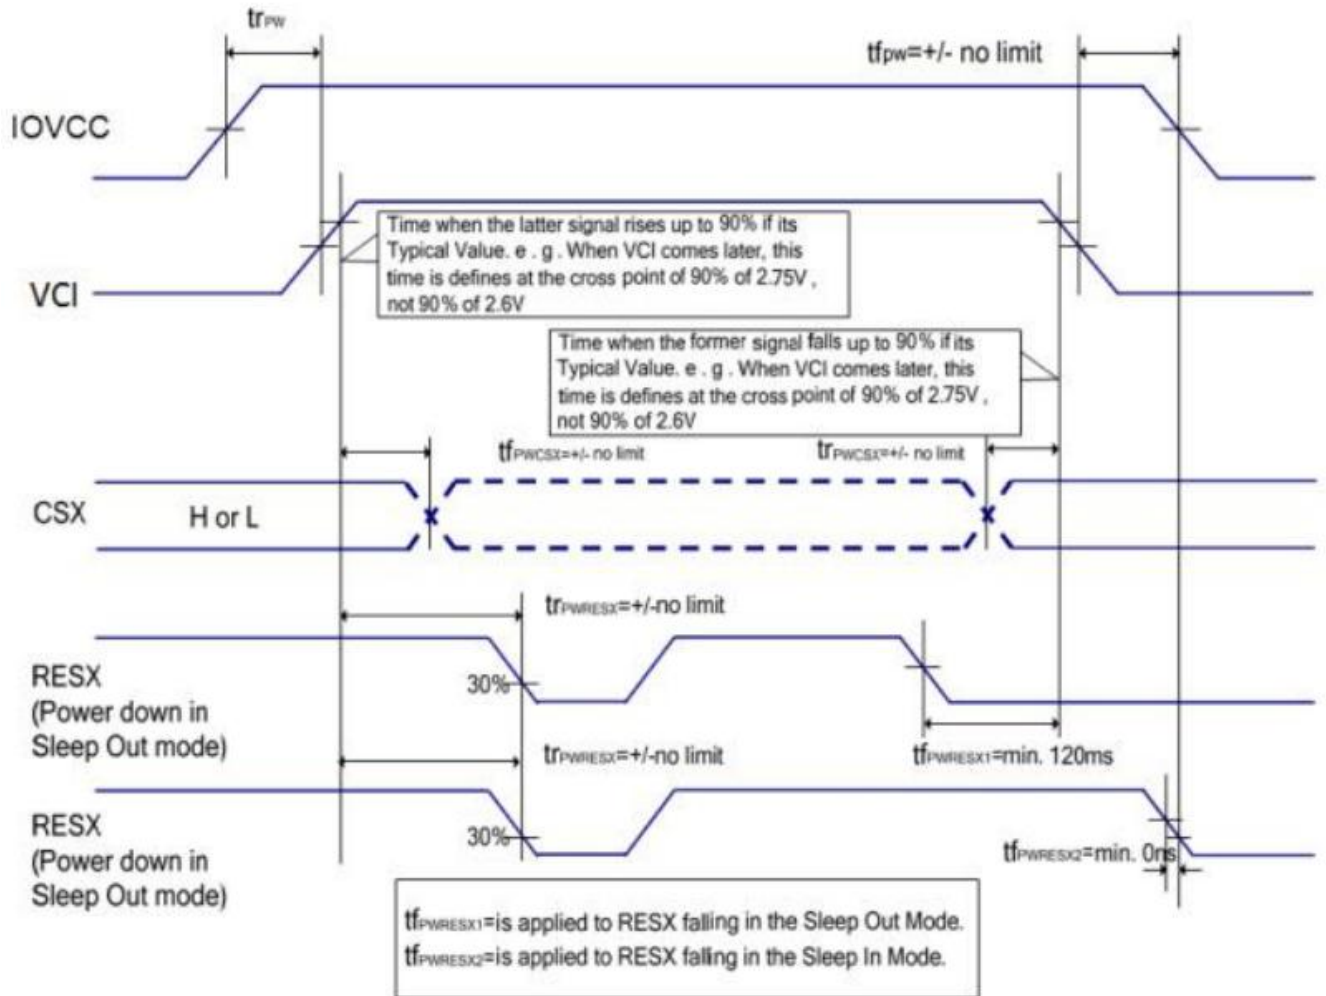 trPW
tfpw=+/- no limit
IOVCC
Time when the latter signal rises up to 90% if its
Typical Value. e . g . When VCI comes later, this
time is defines at the cross point of 90% of 2.75V ,
not 90% of 2.6V
VCI
Time when the former signal falls up to 90% if its
Typical Value. e . g . When VCI comes later, this
time is defines at the cross point of 90% of 2.75V ,
not 90% of 2.6V
tfPWCSX=+/- no limit
trPWCSX=+/- no limit
CSX
H or L
trPWRESX=+/-no limit
RESX
(Power down in
Sleep Out mode)
30%
trPWRESX=+/-no limit
tfPWRESX1=min. 120ms
RESX
(Power down in
Sleep Out mode)
30%
tfPWRESX2=min. 0ns
tfPWRESX1=is applied to RESX falling in the Sleep Out Mode.
tfPWRESX2=is applied to RESX falling in the Sleep In Mode.